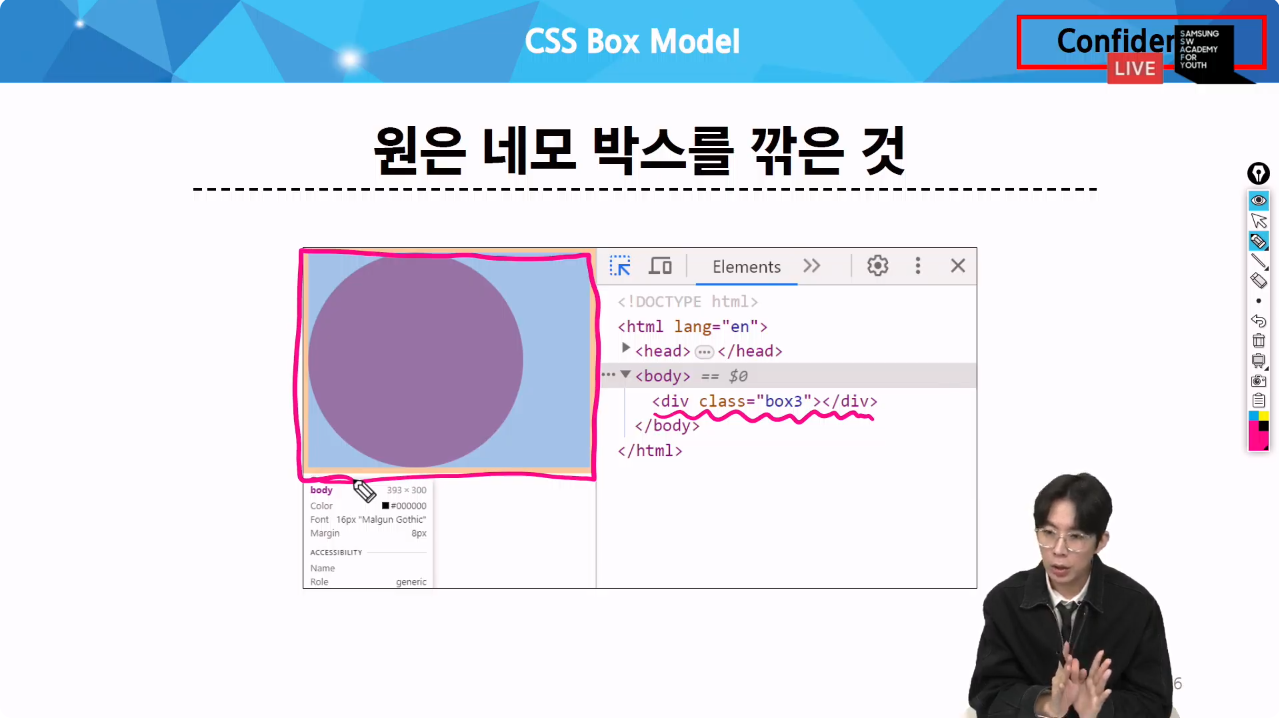 CSS Box Model
Confiden
SAMSUNG
SW
ACADEMY
FOR
YOUTH
LIVE
원은 네모 박스를 깎은 것
Elements
<!DOCTYPE html>
<html lang="en">
<head> </head>
<body> == $0
<div class="box3"></div>
</body>
</html>
body 393 × 300
Color #000000
Font 16px "Malgun Gothic"
Margin 8px
ACCESSIBILITY
Name
Role generic
6